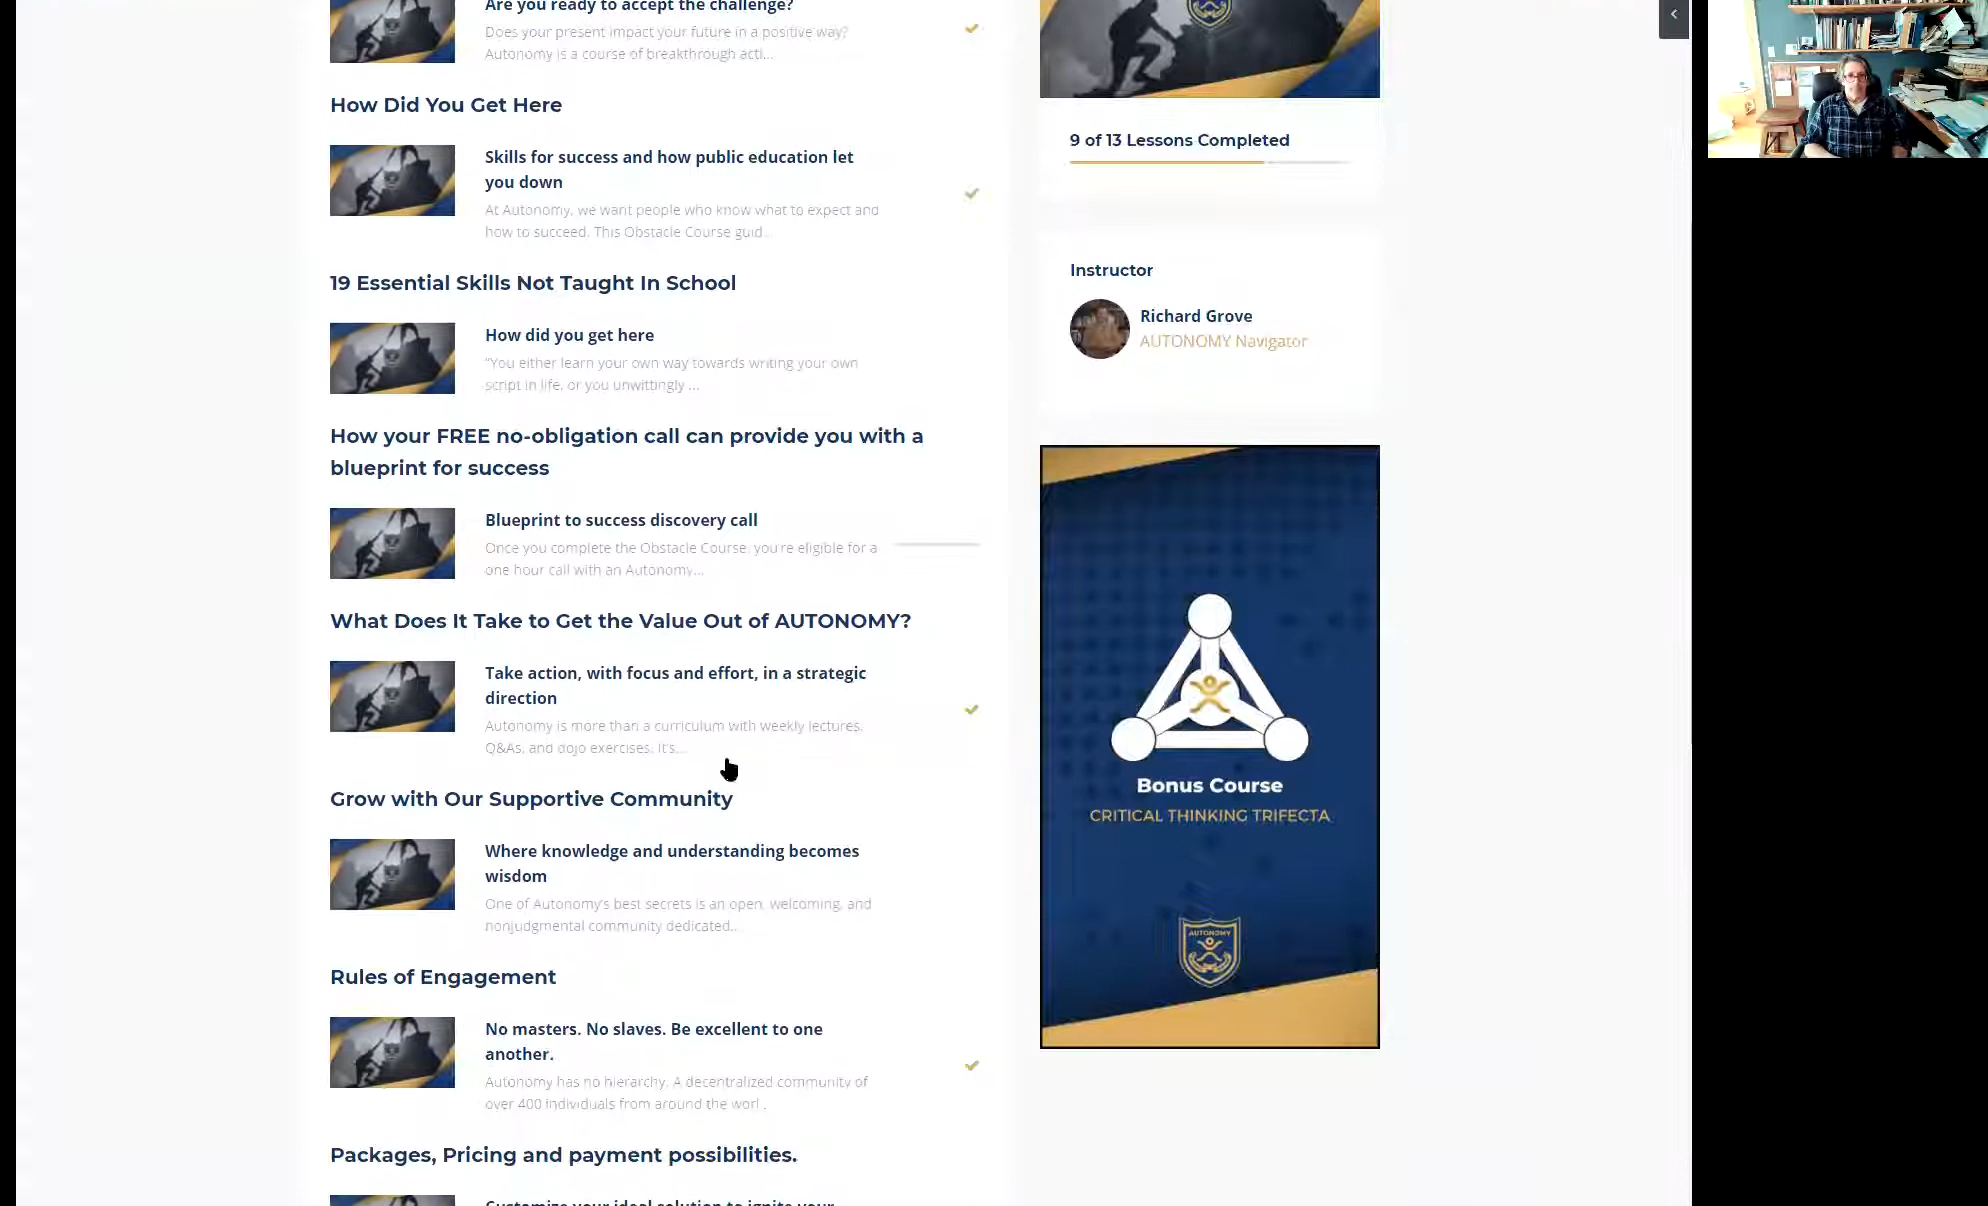 Are you ready to accept the challenge?
Does your present impact your future in a positive way?
Autonomy is a course of breakthrough acti...
How Did You Get Here
Skills for success and how public education let
you down
At Autonomy, we want people who know what to expect and
how to succeed. This Obstacle Course guid...
19 Essential Skills Not Taught In School
How did you get here
"You either learn your own way towards writing your own
script in life, or you unwittingly ...
How your FREE no-obligation call can provide you with a
blueprint for success
Blueprint to success discovery call
Once you complete the Obstacle Course, you're eligible for a
one hour call with an Autonomy...
What Does It Take to Get the Value Out of AUTONOMY?
Take action, with focus and effort, in a strategic
direction
Autonomy is more than a curriculum with weekly lectures,
Q&As, and dojo exercises. It's...
Grow with Our Supportive Community
Where knowledge and understanding becomes
wisdom
One of Autonomy's best secrets is an open, welcoming, and
nonjudgmental community dedicated...
Rules of Engagement
No masters. No slaves. Be excellent to one
another.
Autonomy has no hierarchy. A decentralized community of
over 400 individuals from around the worl...
Packages, Pricing and payment possibilities.
Customize your ideal solution to ignite your
9 of 13 Lessons Completed
Instructor
Richard Grove
AUTONOMY Navigator
Bonus Course
CRITICAL THINKING TRIFECTA
AUTONOMY